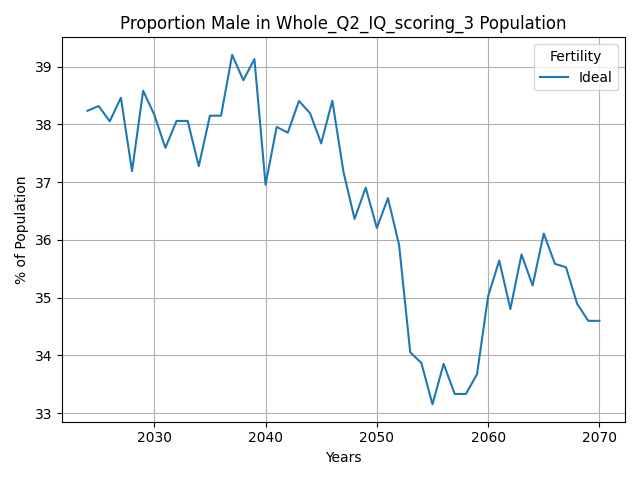 Proportion Male in Whole_Q2_IQ_scoring_3 Population
Fertility
Ideal
39
38
37
36
35
34
33
% of Population
2030 2040 2050 2060 2070
Years